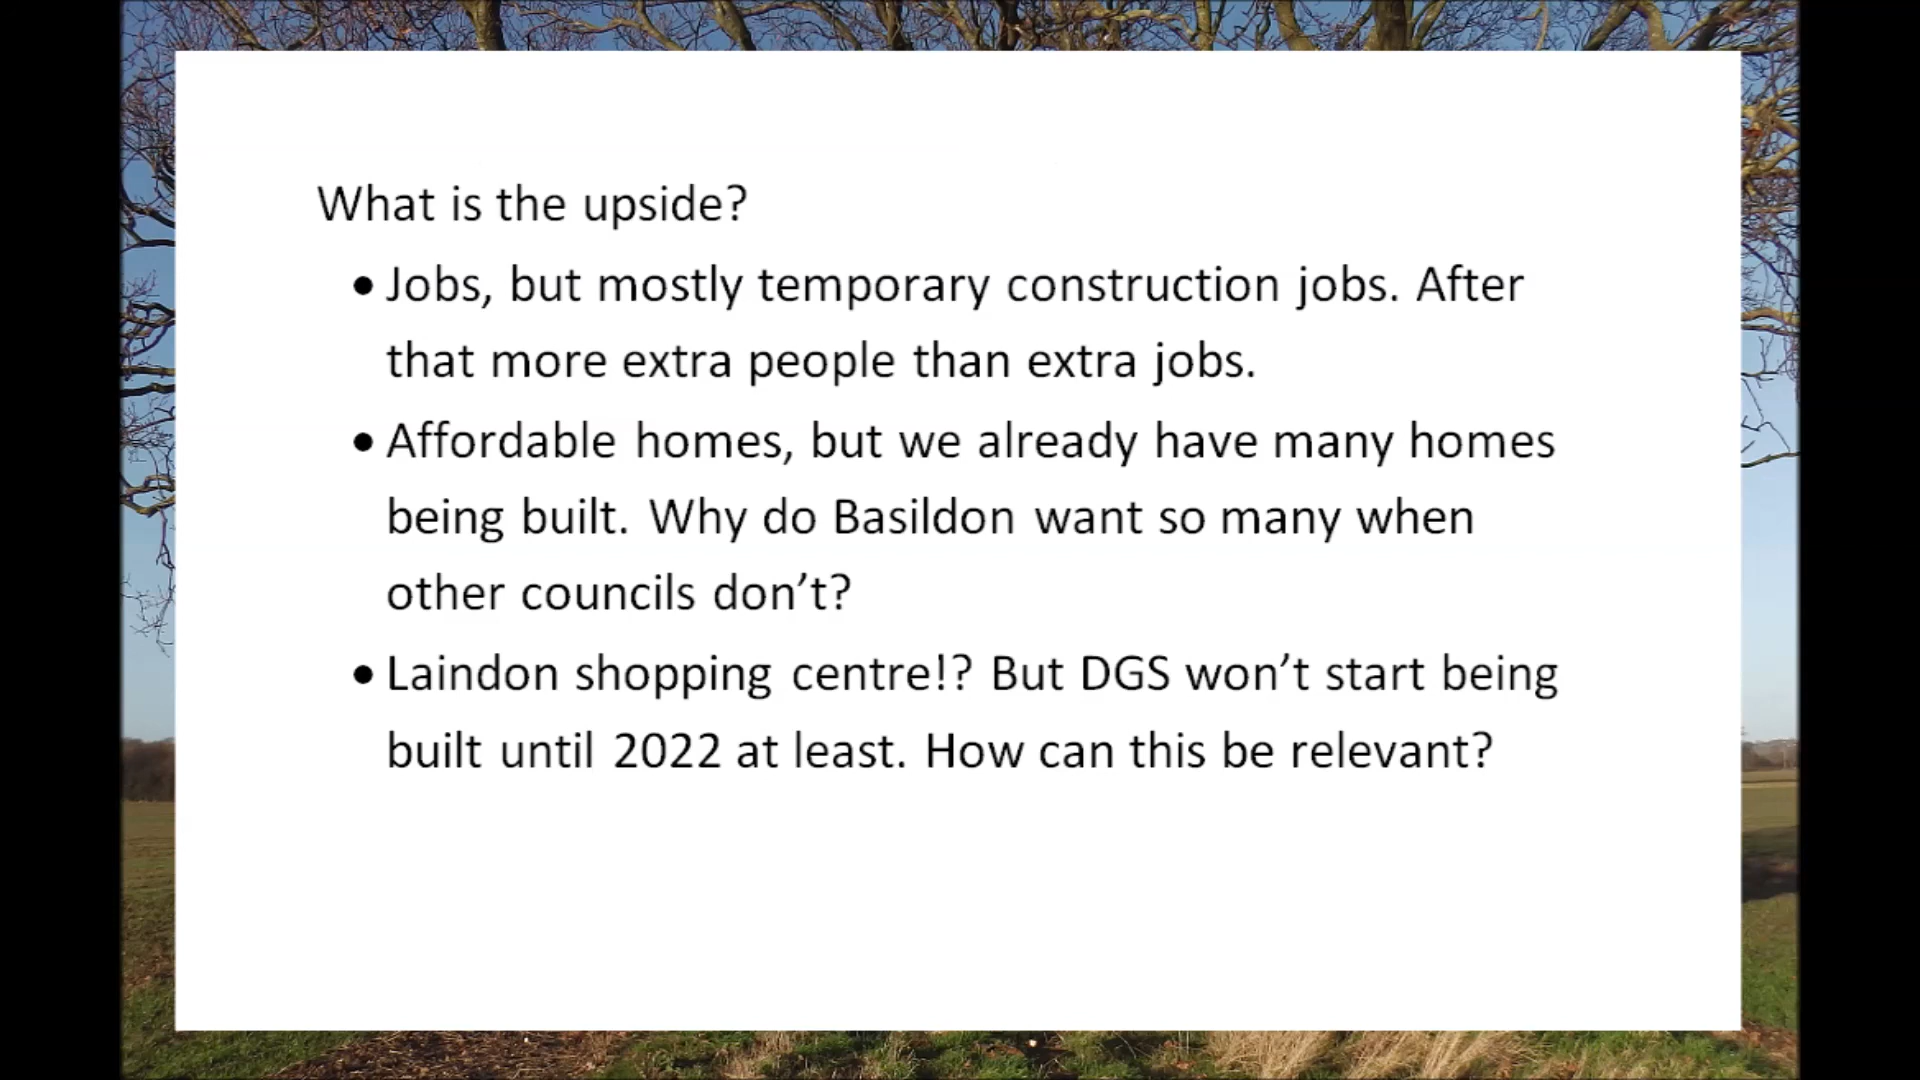 What is the upside?
• Jobs, but mostly temporary construction jobs. After
that more extra people than extra jobs.
• Affordable homes, but we already have many homes
being built. Why do Basildon want so many when
other councils don’t?
• Laindon shopping centre!? But DGS won’t start being
built until 2022 at least. How can this be relevant?